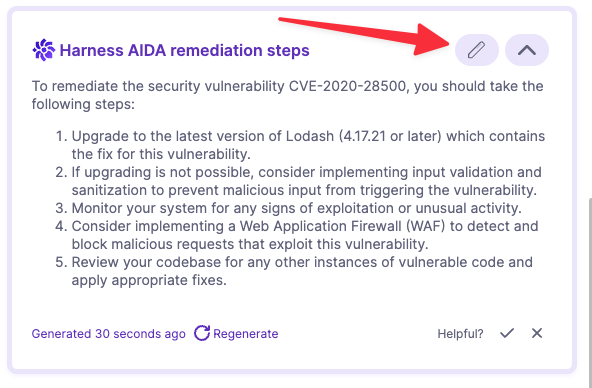 Harness AIDA remediation steps
To remediate the security vulnerability CVE-2020-28500, you should take the
following steps:
1. Upgrade to the latest version of Lodash (4.17.21 or later) which contains
the fix for this vulnerability.
2. If upgrading is not possible, consider implementing input validation and
sanitization to prevent malicious input from triggering the vulnerability.
3. Monitor your system for any signs of exploitation or unusual activity.
4. Consider implementing a Web Application Firewall (WAF) to detect and
block malicious requests that exploit this vulnerability.
5. Review your codebase for any other instances of vulnerable code and
apply appropriate fixes.
Generated 30 seconds ago Regenerate Helpful?